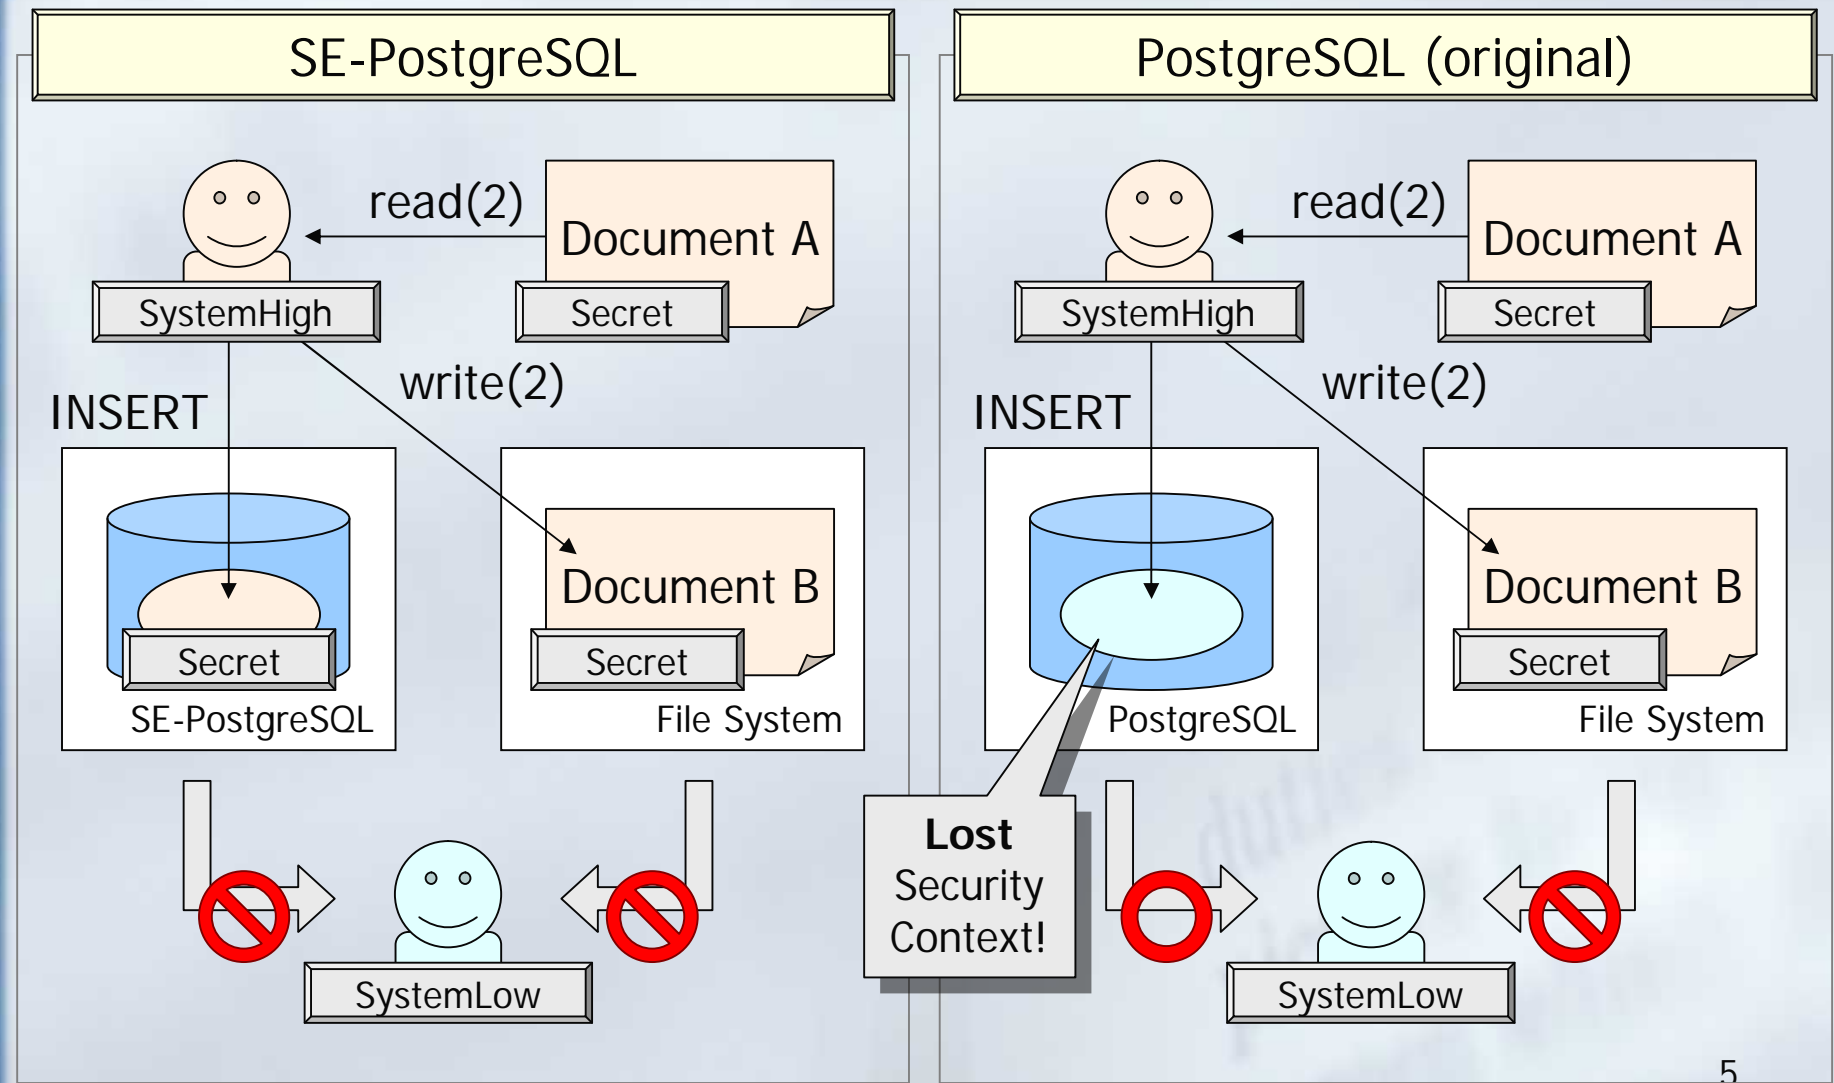 SE-PostgreSQL
read(2)
Document A
SystemHigh
Secret
write(2)
INSERT
Document B
Secret
Secret
SE-PostgreSQL
File System
SystemLow
PostgreSQL (original)
read(2)
Document A
SystemHigh
Secret
write(2)
INSERT
Document B
Secret
PostgreSQL
File System
Lost
Security
Context!
SystemLow
5